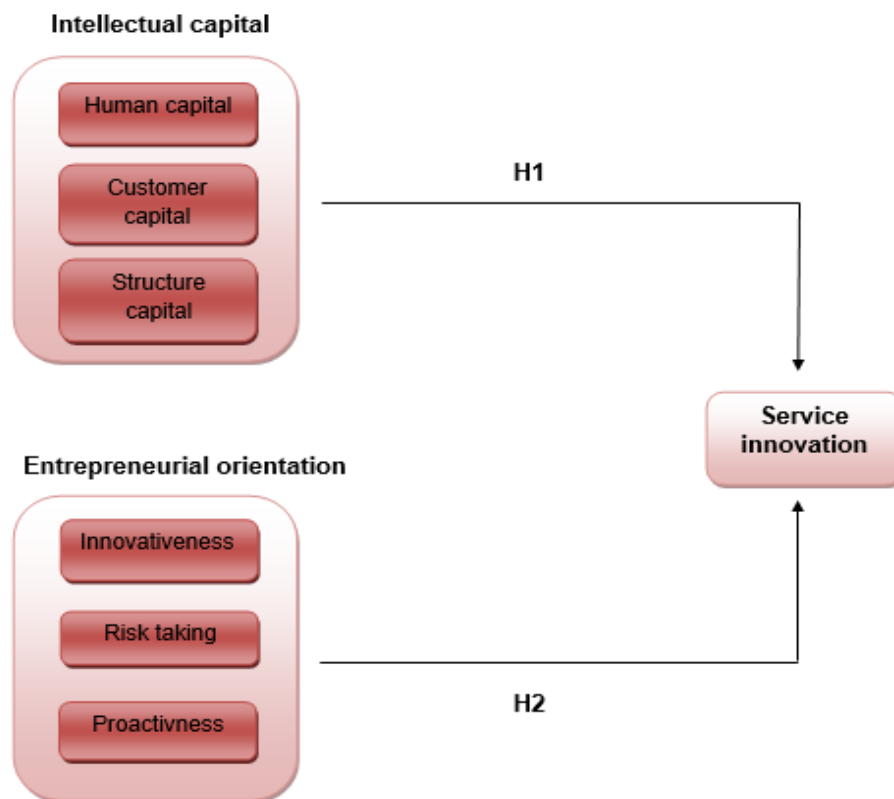 Intellectual capital
Human capital
Customer
capital
Structure
capital
H1
Service
innovation
Entrepreneurial orientation
Innovativeness
Risk taking
Proactivness
H2